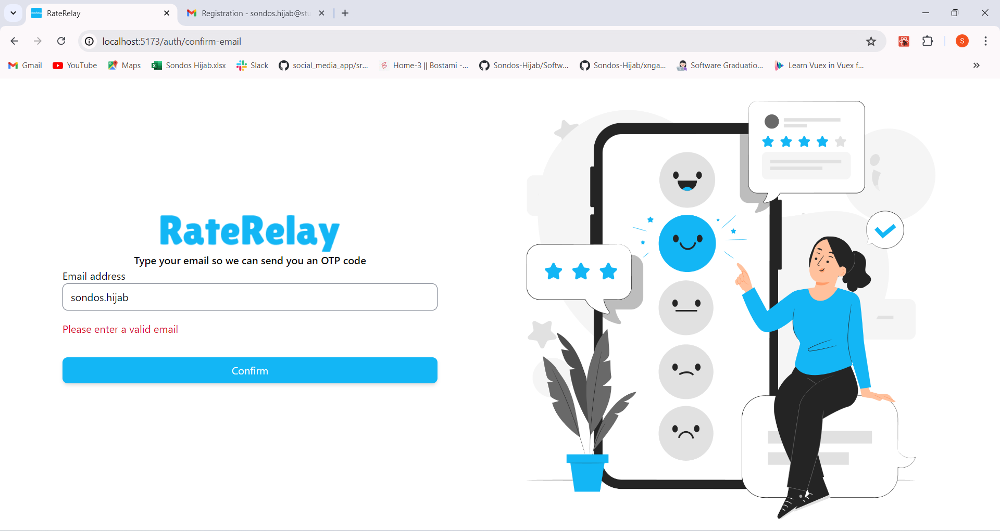 RateRelay
Registration - sondos.hijab@stu
localhost:5173/auth/confirm-email
S
Gmail
YouTube
Maps
Sondos Hijab.xlsx
Slack
social_media_app/sr...
Home-3 || Bostami -...
Sondos-Hijab/Softw...
Sondos-Hijab/xnga...
Software Graduatio...
Learn Vuex in Vuex f...
RateRelay
Type your email so we can send you an OTP code
Email address
sondos.hijab
Please enter a valid email
Confirm